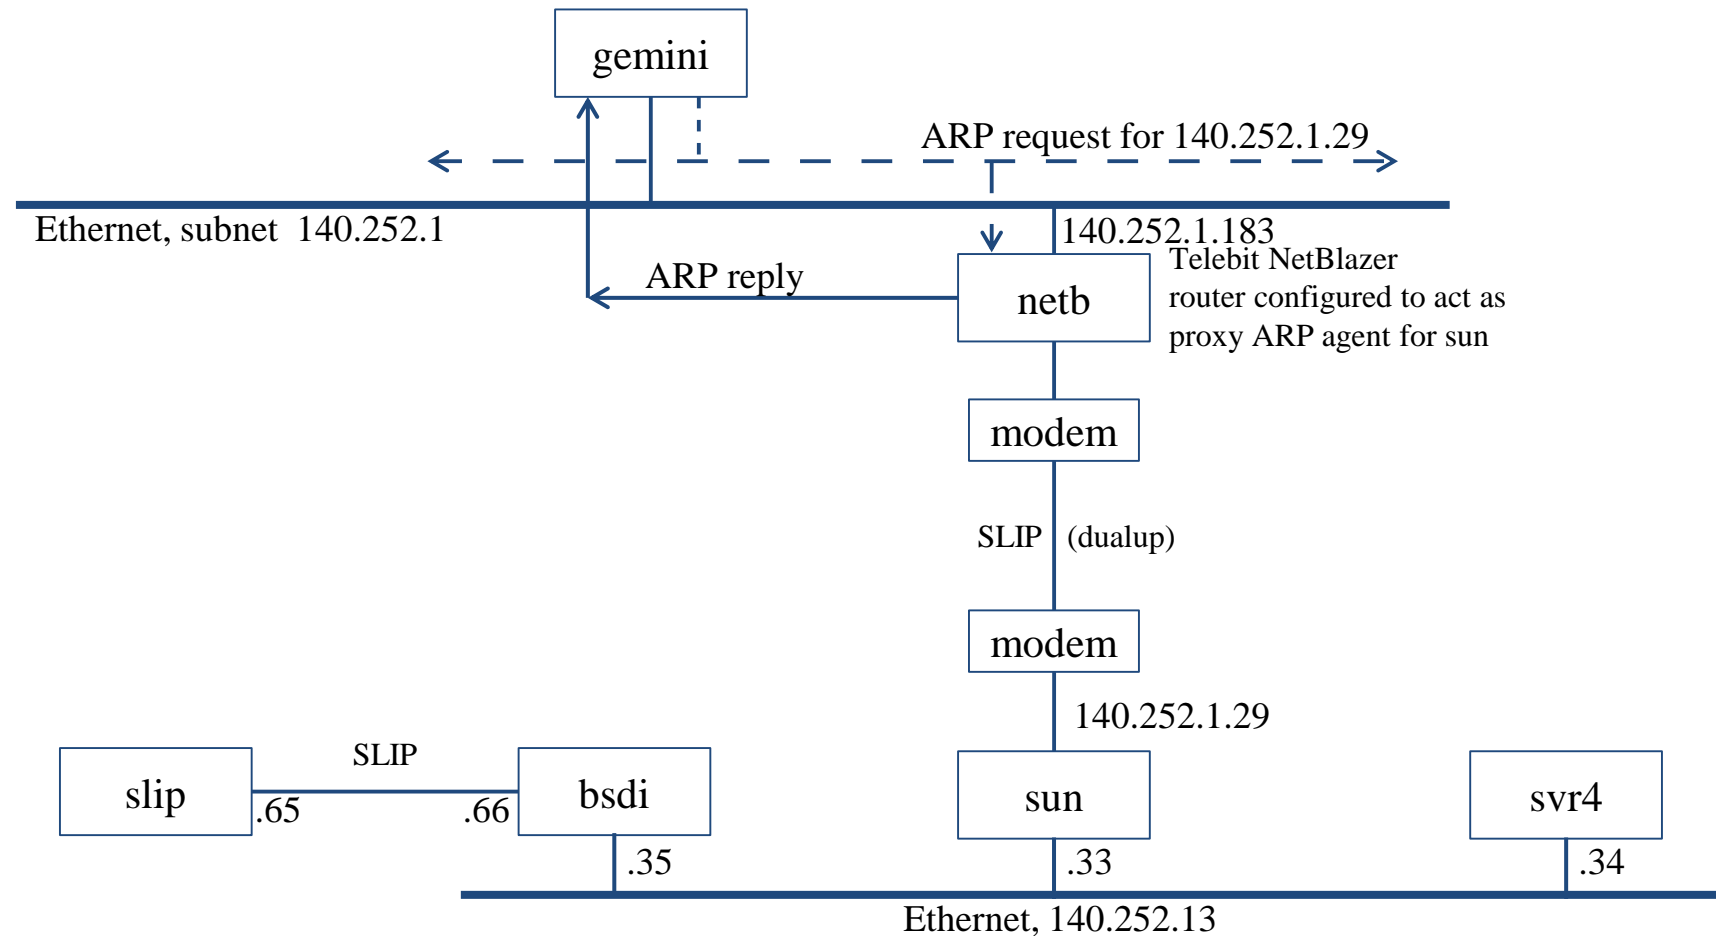 gemini
ARP request for 140.252.1.29
Ethernet, subnet  140.252.1
140.252.1.183
ARP reply
netb
Telebit NetBlazer
router configured to act as
proxy ARP agent for sun
modem
SLIP (dualup)
modem
140.252.1.29
SLIP
slip
.65
.66
bsdi
sun
svr4
.35
.33
.34
Ethernet, 140.252.13